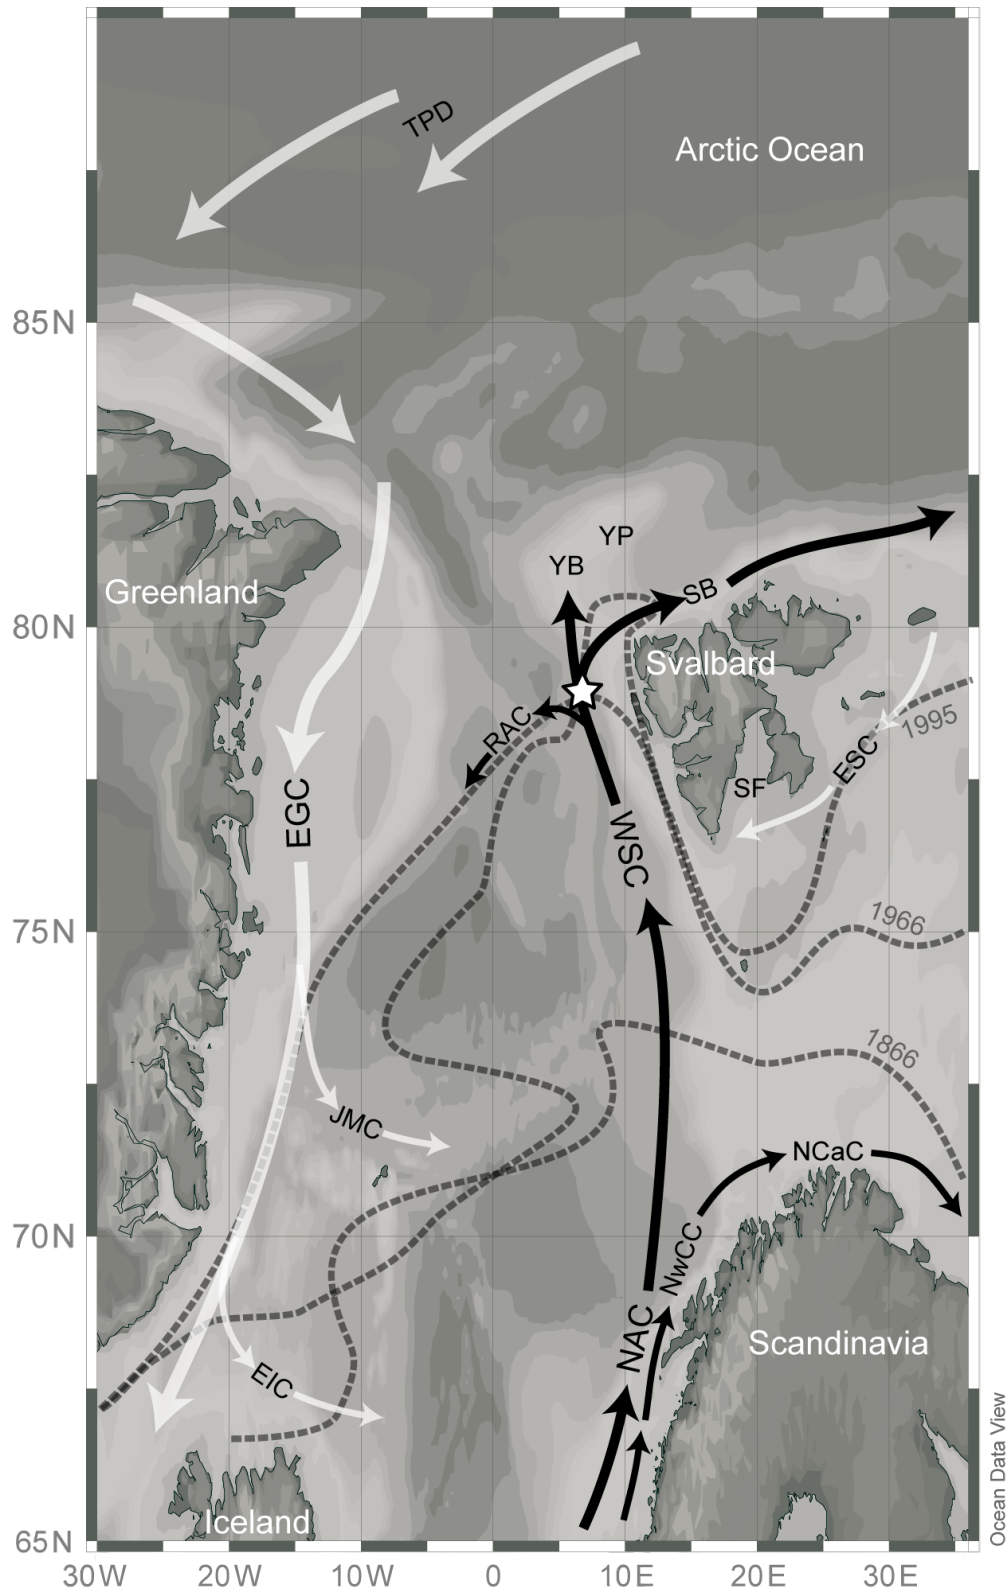 TPD
Arctic Ocean
85N
YP
YB
Greenland
SB
80N
Svalbard
RAC
1995
ESC
EGC
SF
WSC
75N
1966
1866
JMC
NCaC
70N
NwCC
NAC
Scandinavia
EIC
Iceland
65N
30W
20W
10W
0
10E
20E
30E
Ocean Data View